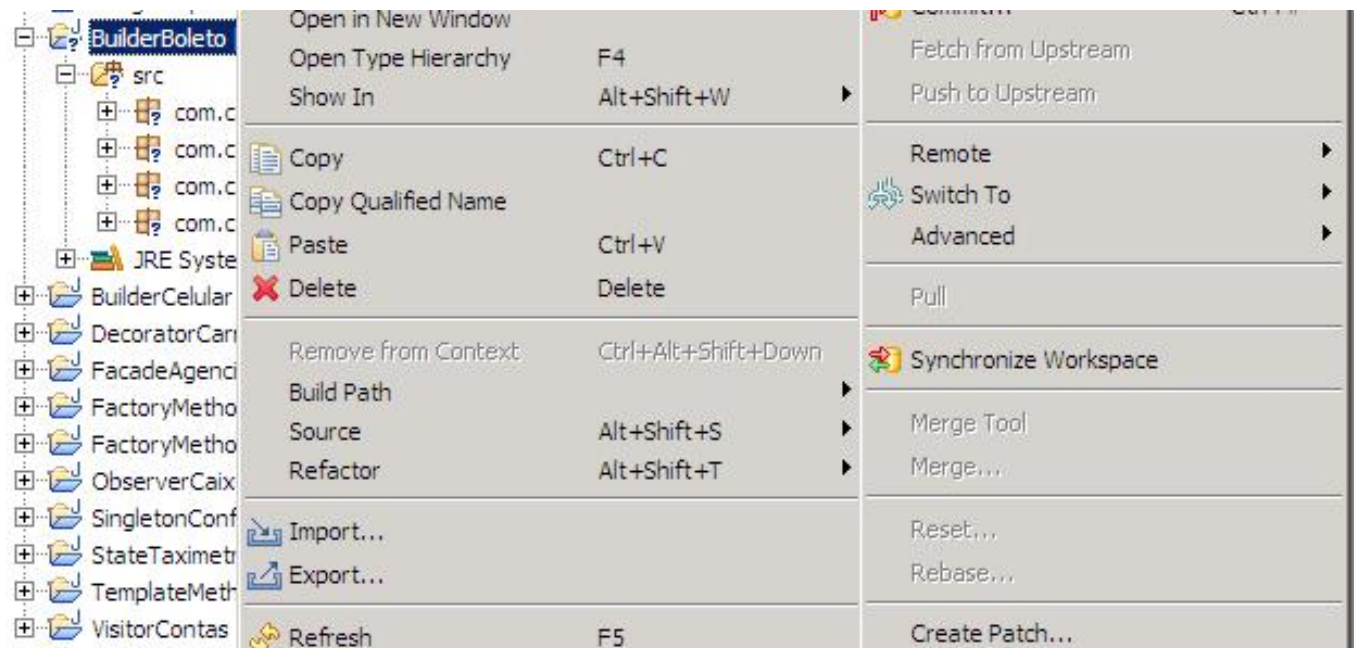 BuilderBoleto
src
com.c
com.c
com.c
com.c
JRE Syste
BuilderCelular
DecoratorCarr
FacadeAgenci
FactoryMetho
FactoryMetho
ObserverCaix
SingletonConf
StateTaximetr
TemplateMeth
VisitorContas
Open in New Window
Open Type Hierarchy F4
Show In Alt+Shift+W
Copy Ctrl+C
Copy Qualified Name
Paste Ctrl+V
Delete Delete
Remove from Context Ctrl+Alt+Shift+Down
Build Path
Source Alt+Shift+S
Refactor Alt+Shift+T
Import...
Export...
Refresh F5
Commit...
Fetch from Upstream
Push to Upstream
Remote
Switch To
Advanced
Pull
Synchronize Workspace
Merge Tool
Merge...
Reset...
Rebase...
Create Patch...